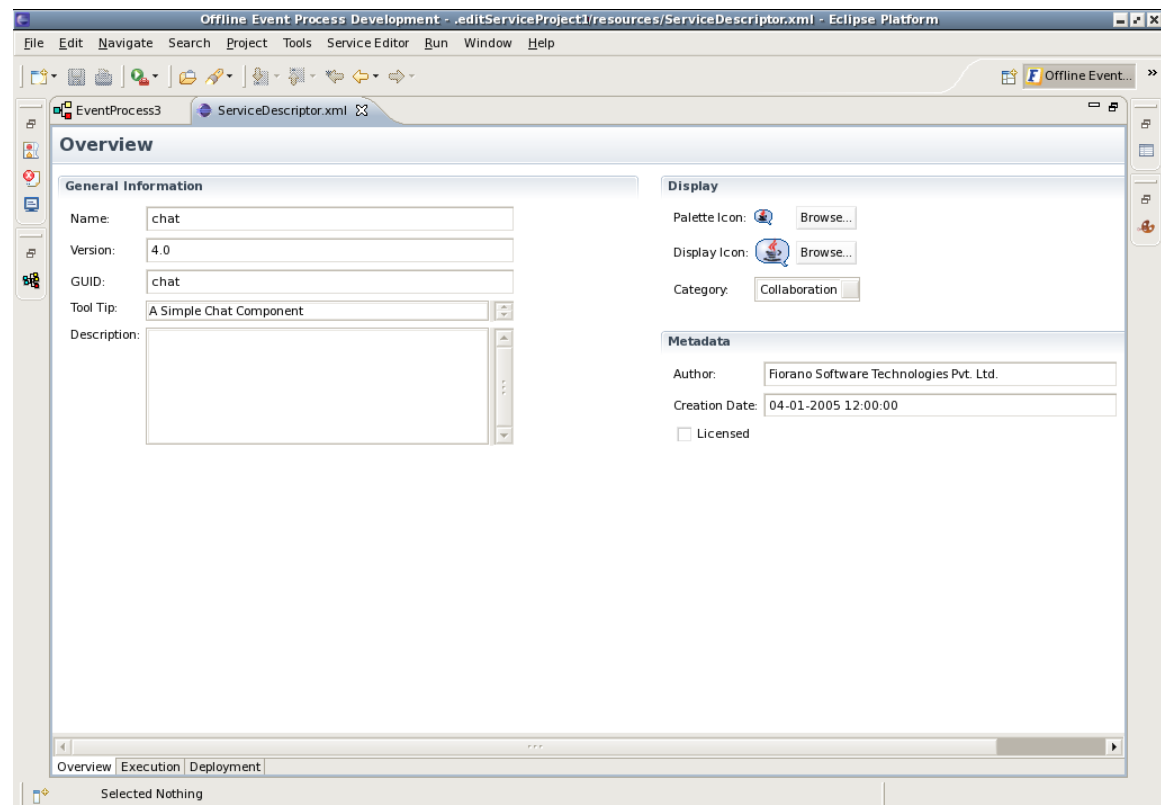 Offline Event Process Development - .editServiceProject1/resources/ServiceDescriptor.xml - Eclipse Platform
File Edit Navigate Search Project Tools Service Editor Run Window Help
F Offline Event... »
EventProcess3 ServiceDescriptor.xml
Overview
General Information
Name: chat
Version: 4.0
GUID: chat
Tool Tip: A Simple Chat Component
Description:
Display
Palette Icon: Browse...
Display Icon: Browse...
Category: Collaboration
Metadata
Author: Fiorano Software Technologies Pvt. Ltd.
Creation Date: 04-01-2005 12:00:00
Licensed
Overview Execution Deployment
Selected Nothing